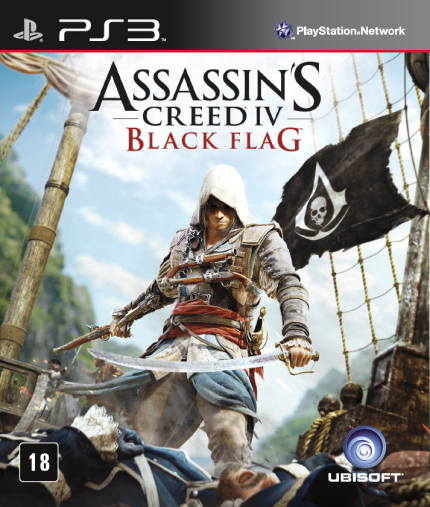 PS3
PlayStation Network
ASSASSIN'S
CREED IV
BLACK FLAG
18
UBISOFT